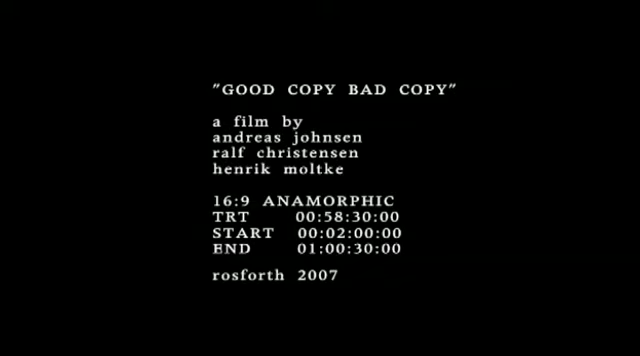 "GOOD COPY BAD COPY"
a film by
andreas johnsen
ralf christensen
henrik moltke
16:9 ANAMORPHIC
TRT 00:58:30:00
START 00:02:00:00
END 01:00:30:00
rosforth 2007